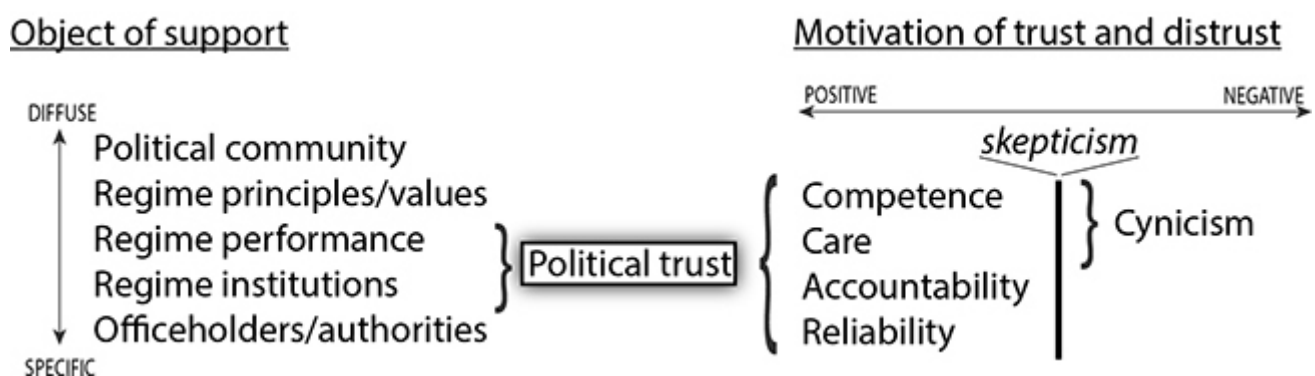 Object of support
Motivation of trust and distrust
DIFFUSE
POSITIVE
NEGATIVE
Political community
skepticism
Regime principles/values
Competence
Regime performance
Care
Cynicism
Political trust
Regime institutions
Accountability
Officeholders/authorities
Reliability
SPECIFIC